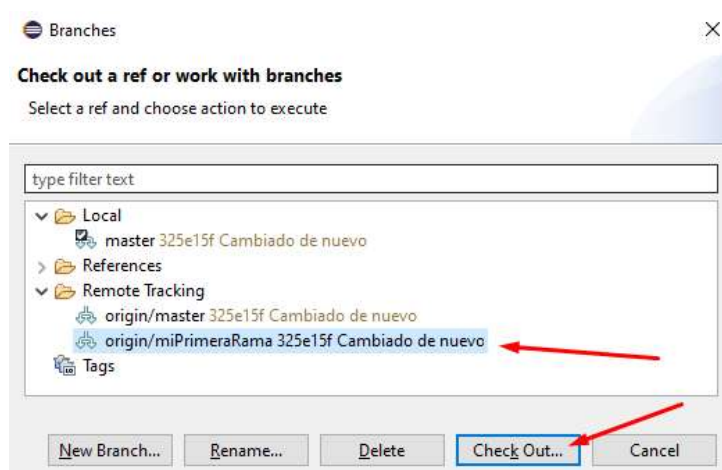 Branches
Check out a ref or work with branches
Select a ref and choose action to execute
type filter text
Local
master 325e15f Cambiado de nuevo
References
Remote Tracking
origin/master 325e15f Cambiado de nuevo
origin/miPrimeraRama 325e15f Cambiado de nuevo
Tags
New Branch... Rename... Delete Check Out... Cancel